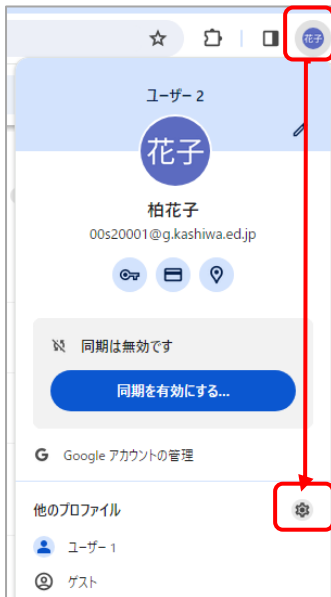 花子
ユーザー 2
花子
柏花子
00s20001@g.kashiwa.ed.jp
同期は無効です
同期を有効にする...
G Google アカウントの管理
他のプロファイル
ユーザー 1
ゲスト